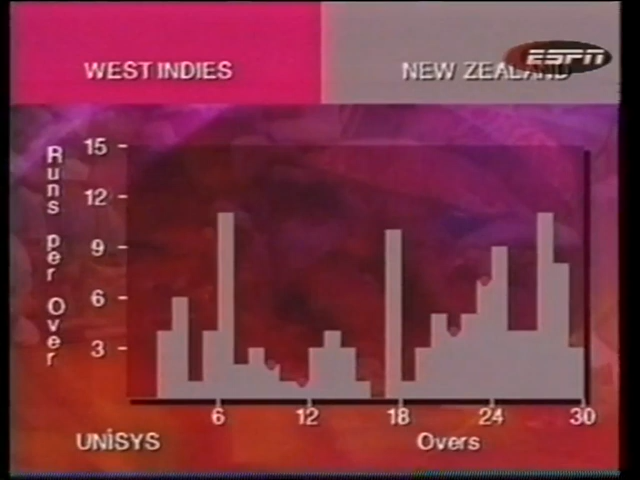 WEST INDIES
NEW ZEALAND
ESPN
Runs per Over
15
12
9
6
3
6 12 18 24 30
UNISYS
Overs